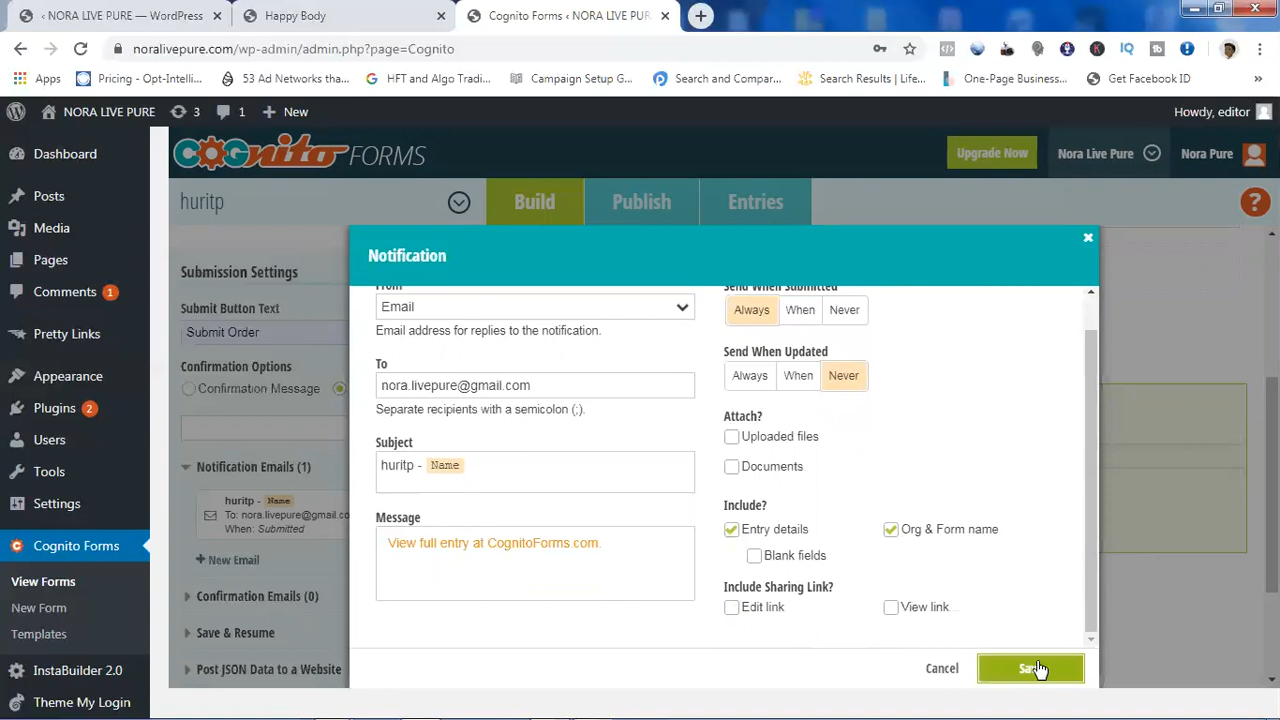 ‹ NORA LIVE PURE — WordPress
Happy Body
Cognito Forms ‹ NORA LIVE PURE
noralivepure.com/wp-admin/admin.php?page=Cognito
Apps
Pricing - Opt-Intelli...
53 Ad Networks tha...
HFT and Algo Tradi...
Campaign Setup G...
Search and Compar...
Search Results | Life...
One-Page Business...
Get Facebook ID
»
NORA LIVE PURE
3
1
New
Howdy, editor
Dashboard
Posts
Media
Pages
Comments 1
Pretty Links
Appearance
Plugins 2
Users
Tools
Settings
Cognito Forms
View Forms
New Form
Templates
InstaBuilder 2.0
Theme My Login
COGNITO FORMS
Upgrade Now
Nora Live Pure
Nora Pure
huritp
Build
Publish
Entries
?
Submission Settings
Submit Button Text
Submit Order
Confirmation Options
Confirmation Message
Notification Emails (1)
huritp - Name
To: nora.livepure@gmail.co
When: Submitted
+ New Email
Confirmation Emails (0)
Save & Resume
Post JSON Data to a Website
Notification
From
Email
Email address for replies to the notification.
To
nora.livepure@gmail.com
Separate recipients with a semicolon (;).
Subject
huritp - Name
Message
View full entry at CognitoForms.com.
Send When Submitted
Always When Never
Send When Updated
Always When Never
Attach?
Uploaded files
Documents
Include?
Entry details
Org & Form name
Blank fields
Include Sharing Link?
Edit link
View link
Cancel